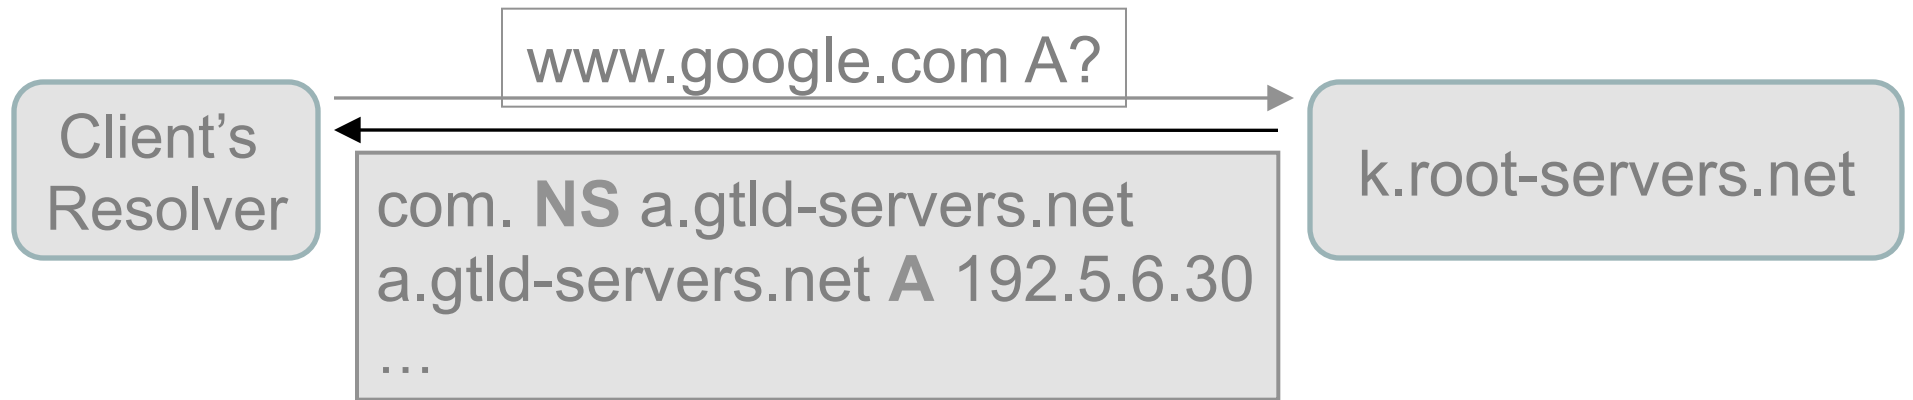 www.google.com A?
Client’s
Resolver
k.root-servers.net
com. NS a.gtld-servers.net
a.gtld-servers.net A 192.5.6.30
…